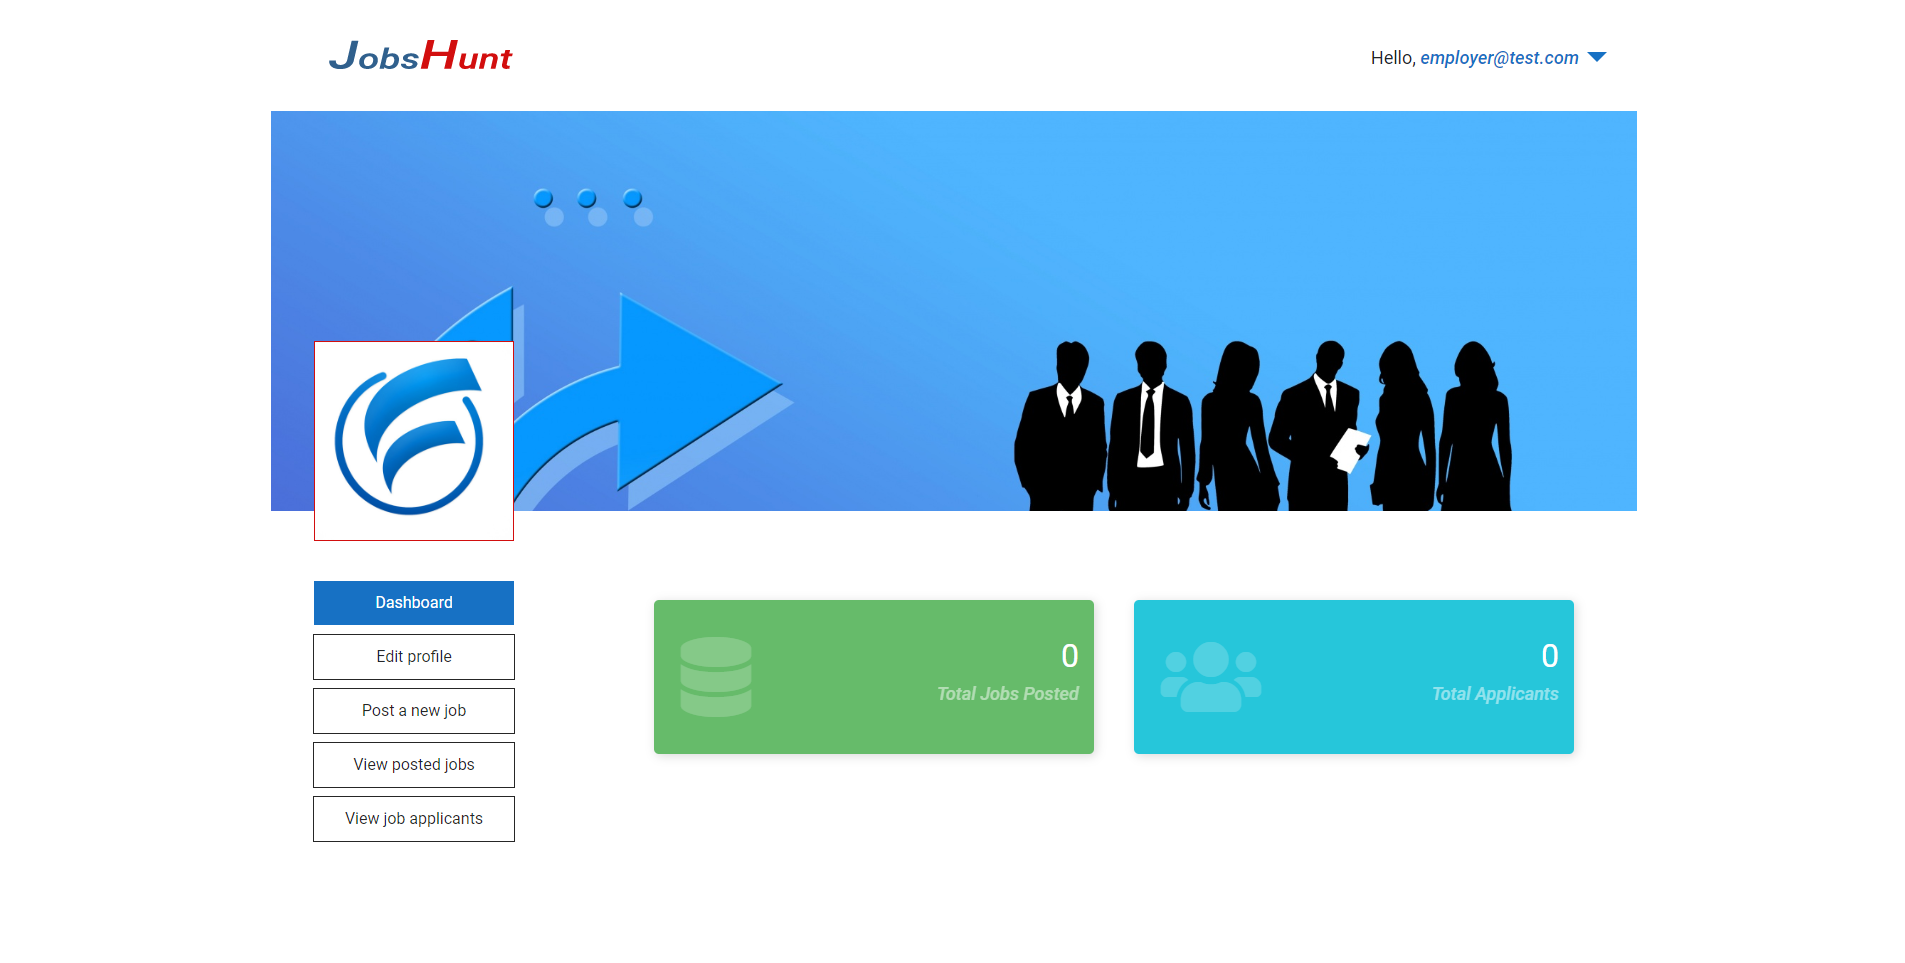 JobsHunt
Hello, employer@test.com
Dashboard
Edit profile
Post a new job
View posted jobs
View job applicants
0
Total Jobs Posted
0
Total Applicants